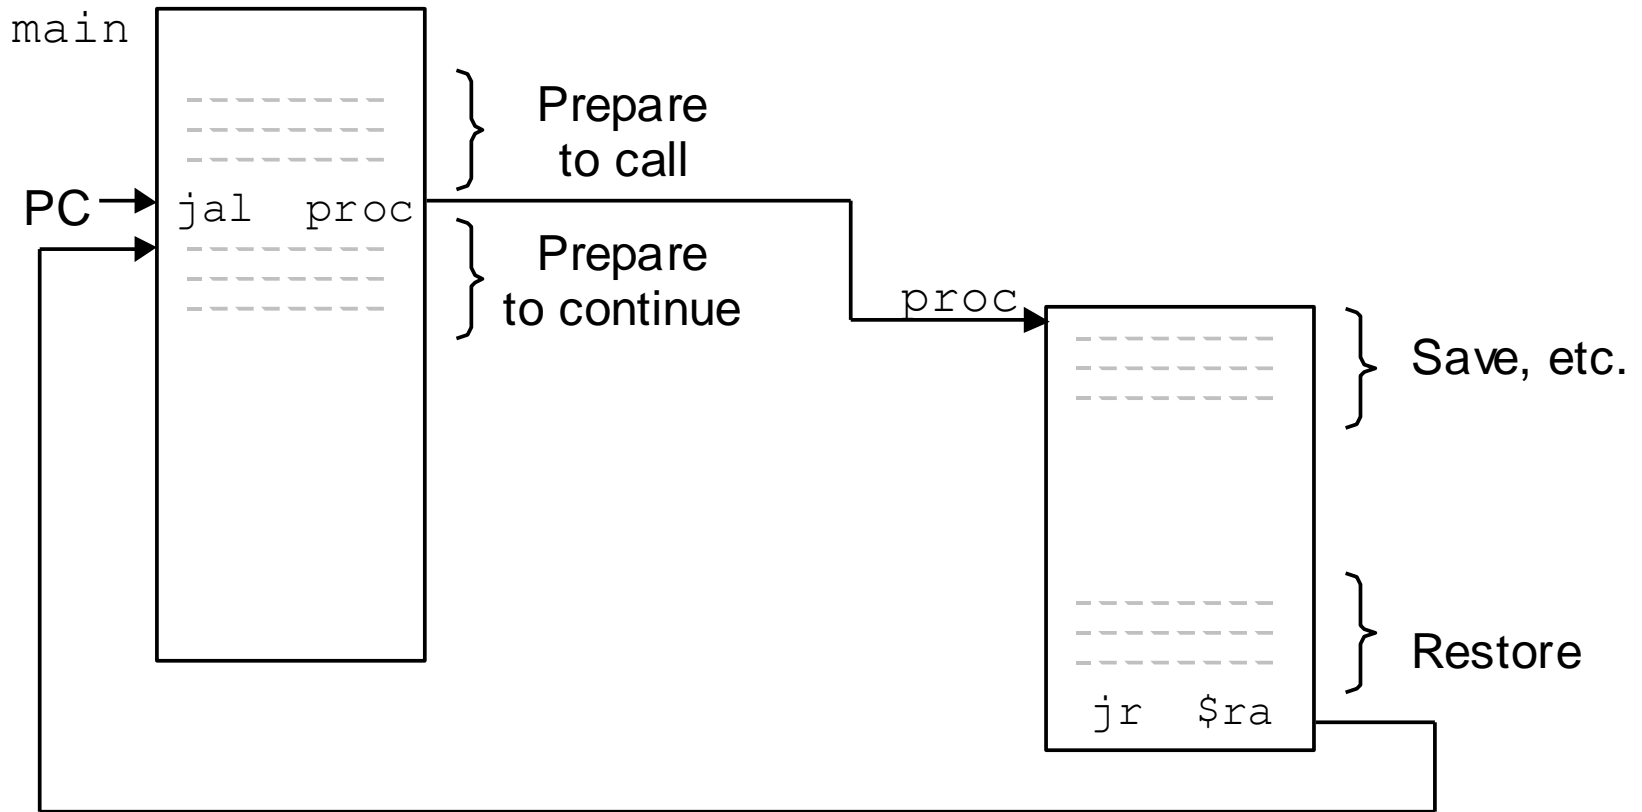 main
Prepare
to call
PC
jal proc
Prepare
to continue
proc
Save, etc.
Restore
jr $ra